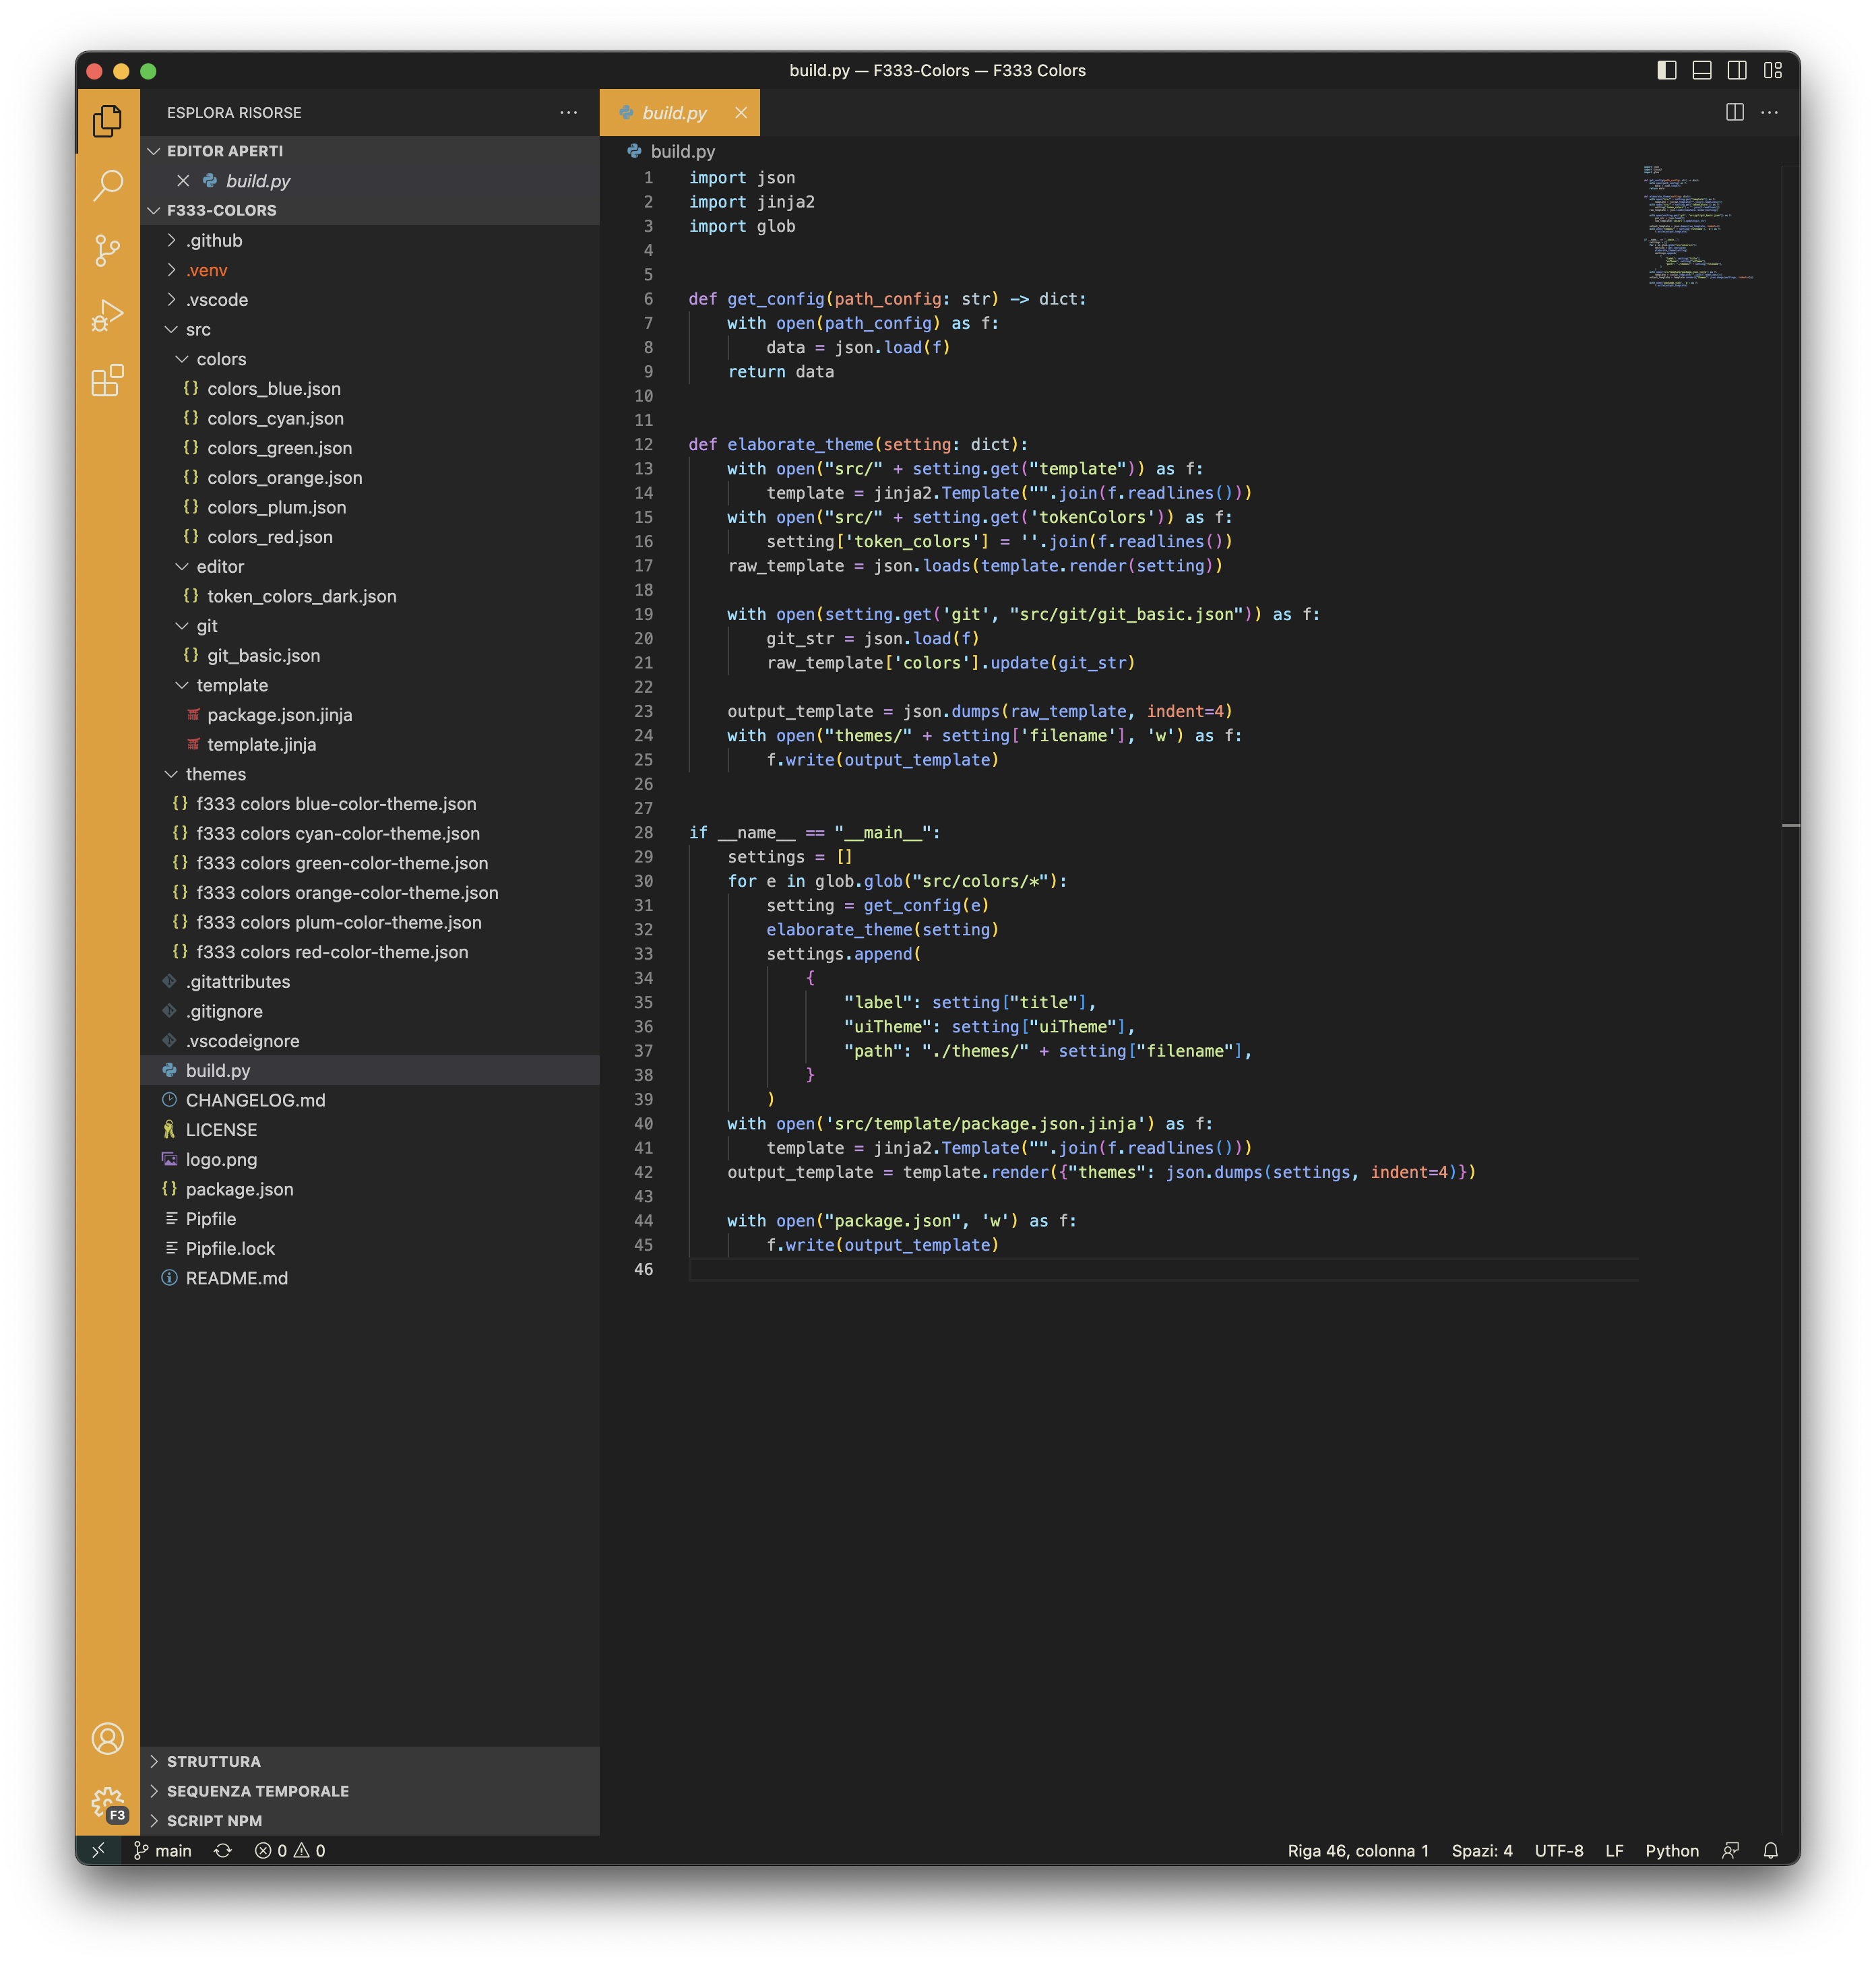 build.py — F333-Colors — F333 Colors
ESPLORA RISORSE
EDITOR APERTI
build.py
F333-COLORS
.github
.venv
.vscode
src
colors
{} colors_blue.json
{} colors_cyan.json
{} colors_green.json
{} colors_orange.json
{} colors_plum.json
{} colors_red.json
editor
{} token_colors_dark.json
git
{} git_basic.json
template
package.json.jinja
template.jinja
themes
{} f333 colors blue-color-theme.json
{} f333 colors cyan-color-theme.json
{} f333 colors green-color-theme.json
{} f333 colors orange-color-theme.json
{} f333 colors plum-color-theme.json
{} f333 colors red-color-theme.json
.gitattributes
.gitignore
.vscodeignore
build.py
CHANGELOG.md
LICENSE
logo.png
{} package.json
Pipfile
Pipfile.lock
README.md
STRUTTURA
SEQUENZA TEMPORALE
SCRIPT NPM
F3
build.py
build.py
1 import json
2 import jinja2
3 import glob
4
5
6 def get_config(path_config: str) -> dict:
7     with open(path_config) as f:
8         data = json.load(f)
9     return data
10
11
12 def elaborate_theme(setting: dict):
13     with open("src/" + setting.get("template")) as f:
14         template = jinja2.Template("".join(f.readlines()))
15     with open("src/" + setting.get('tokenColors')) as f:
16         setting['token_colors'] = ''.join(f.readlines())
17     raw_template = json.loads(template.render(setting))
18
19     with open(setting.get('git', "src/git/git_basic.json")) as f:
20         git_str = json.load(f)
21         raw_template['colors'].update(git_str)
22
23     output_template = json.dumps(raw_template, indent=4)
24     with open("themes/" + setting['filename'], 'w') as f:
25         f.write(output_template)
26
27
28 if __name__ == "__main__":
29     settings = []
30     for e in glob.glob("src/colors/*"):
31         setting = get_config(e)
32         elaborate_theme(setting)
33         settings.append(
34             {
35                 "label": setting["title"],
36                 "uiTheme": setting["uiTheme"],
37                 "path": "./themes/" + setting["filename"],
38             }
39         )
40     with open('src/template/package.json.jinja') as f:
41         template = jinja2.Template("".join(f.readlines()))
42     output_template = template.render({"themes": json.dumps(settings, indent=4)})
43
44     with open("package.json", 'w') as f:
45         f.write(output_template)
46
main 0 0 Riga 46, colonna 1 Spazi: 4 UTF-8 LF Python